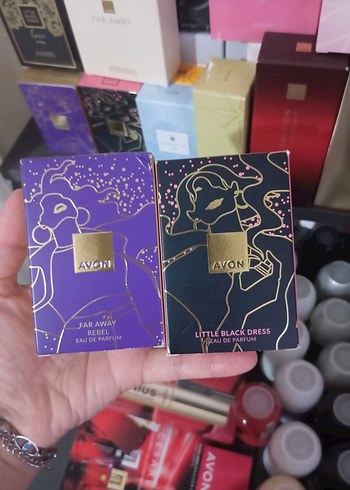 FAR AWAY
AVON
FAR AWAY
REBEL
EAU DE PARFUM
AVON
LITTLE BLACK DRESS
EAU DE PARFUM
AVON